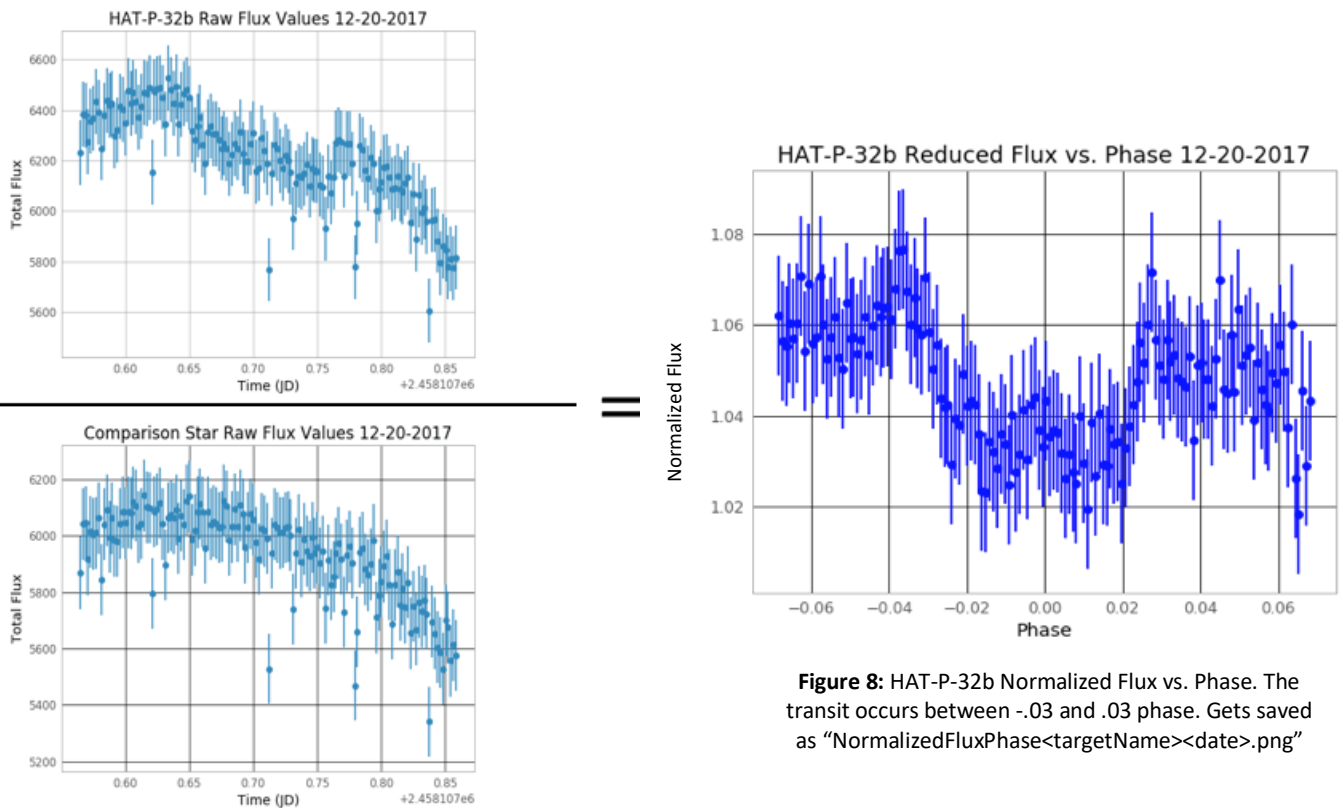 HAT-P-32b Raw Flux Values 12-20-2017
6600
6400
6200
6000
5800
5600
Total Flux
0.60 0.65 0.70 0.75 0.80 0.85
Time (JD)
+2.458107e6
Comparison Star Raw Flux Values 12-20-2017
6200
6000
5800
5600
5400
5200
Total Flux
0.60 0.65 0.70 0.75 0.80 0.85
Time (JD)
+2.458107e6
=
HAT-P-32b Reduced Flux vs. Phase 12-20-2017
1.08
1.06
1.04
1.02
Normalized Flux
−0.06 −0.04 −0.02 0.00 0.02 0.04 0.06
Phase
Figure 8: HAT-P-32b Normalized Flux vs. Phase. The
transit occurs between -.03 and .03 phase. Gets saved
as “NormalizedFluxPhase<targetName><date>.png”